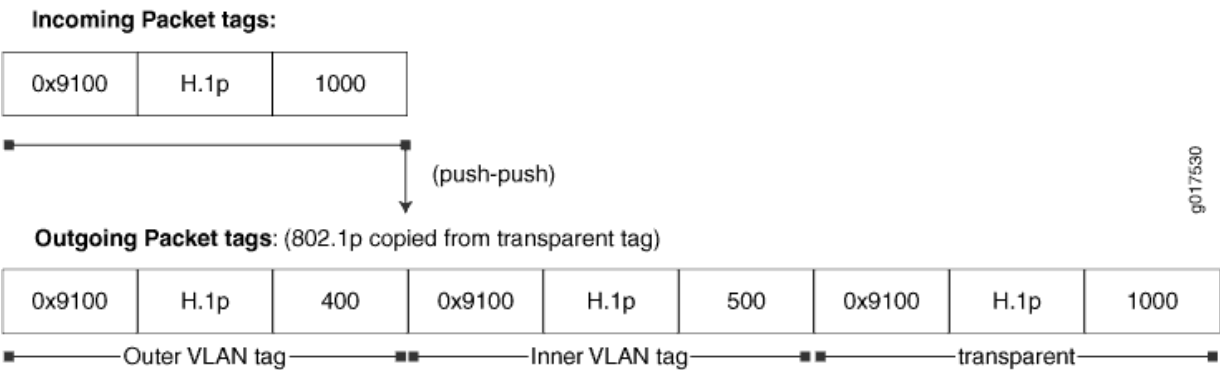 Incoming Packet tags:
0x9100 H.1p 1000
(push-push)
g017530
Outgoing Packet tags: (802.1p copied from transparent tag)
0x9100 H.1p 400 0x9100 H.1p 500 0x9100 H.1p 1000
Outer VLAN tag Inner VLAN tag transparent